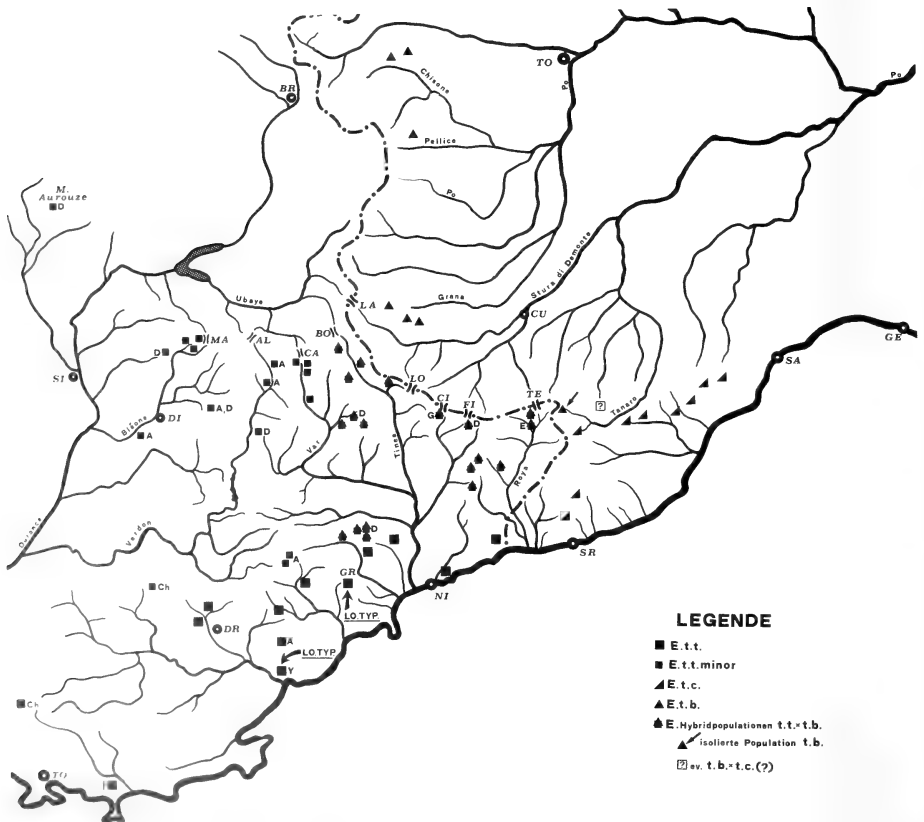 TO
Po
Po
Chisone
BR
Pellice
Po
M.
Aurouze
D
Stura di Demonte
Ubaye
LA
Grana
CU
GE
MA
AL
BO
CA
SA
D
SI
A
LO
A
CI
FI
TE
?
Tanaro
A,D
DI
D
G
D
E
Bléone
A
D
Var
Tinée
Roya
Verdon
Durance
D
SR
A
GR
NI
Ch
LO.TYP.
DR
A
LO.TYP.
Y
Ch
TO
LEGENDE
E.t.t.
E.t.t.minor
E.t.c.
E.t.b.
E.Hybridpopulationen t.t.×t.b.
isolierte Population t.b.
? ev. t.b.×t.c.(?)